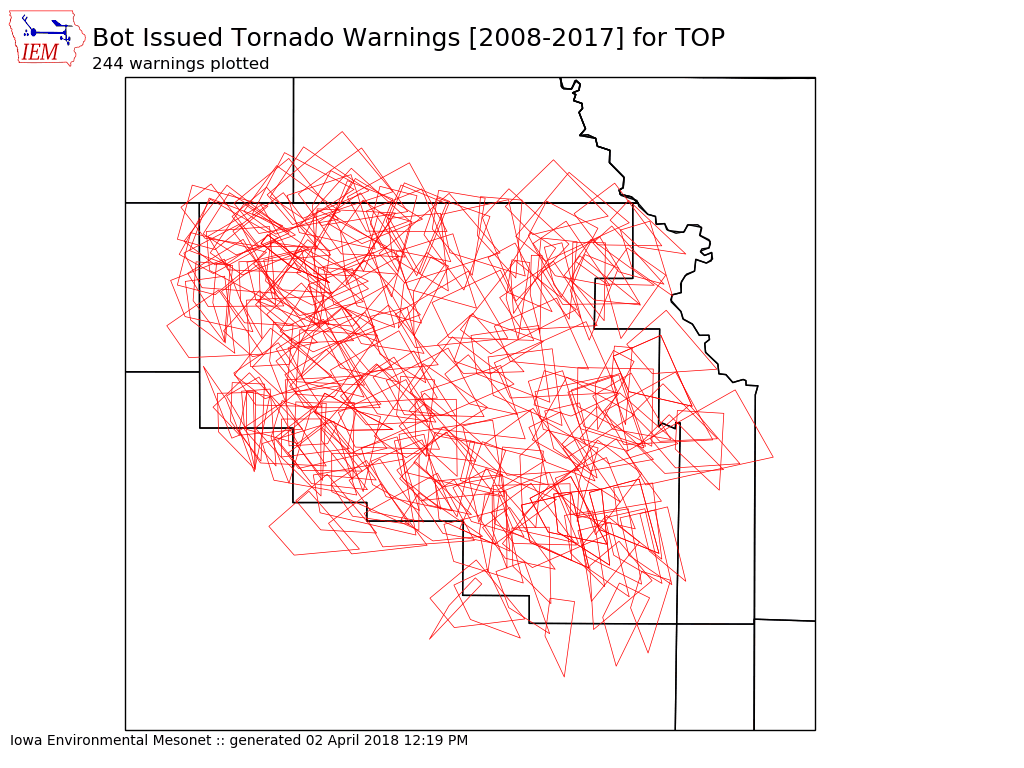 IEM
Bot Issued Tornado Warnings [2008-2017] for TOP
244 warnings plotted
Iowa Environmental Mesonet :: generated 02 April 2018 12:19 PM